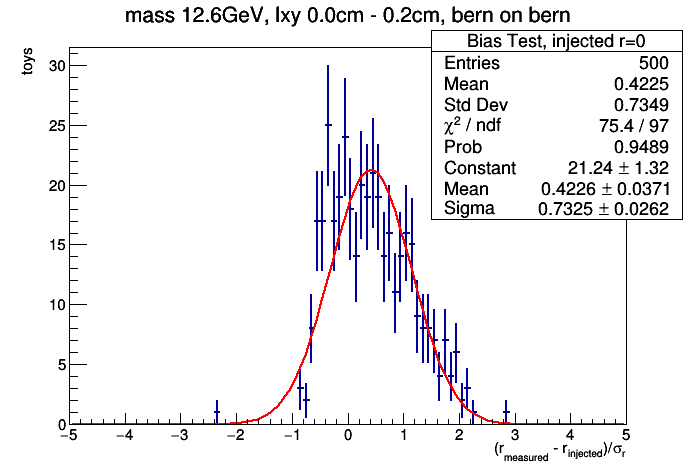 mass 12.6GeV, lxy 0.0cm - 0.2cm, bern on bern
Bias Test, injected r=0
Entries 500
Mean 0.4225
Std Dev 0.7349
χ² / ndf 75.4 / 97
Prob 0.9489
Constant 21.24 ± 1.32
Mean 0.4226 ± 0.0371
Sigma 0.7325 ± 0.0262
toys
30
25
20
15
10
5
0
−5 −4 −3 −2 −1 0 1 2 3 4 5
(r_measured - r_injected)/σ_r